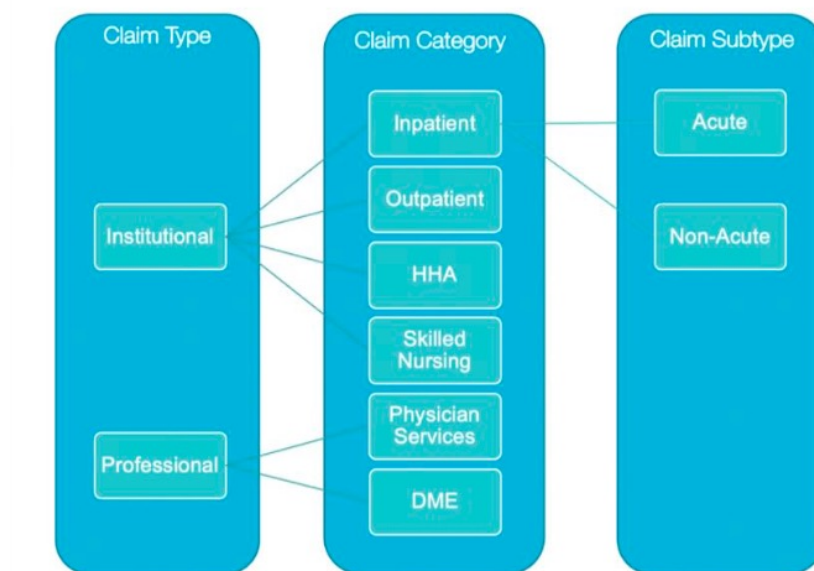 Claim Type
Claim Category
Claim Subtype
Inpatient
Acute
Outpatient
Institutional
Non-Acute
HHA
Skilled
Nursing
Physician
Services
Professional
DME